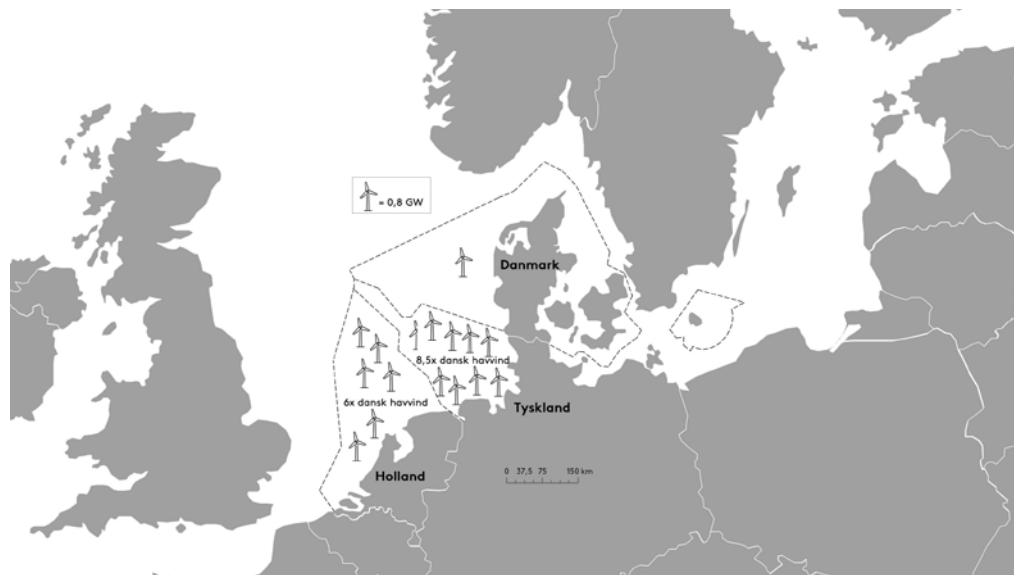 = 0,8 GW
Danmark
8,5x dansk havvind
6x dansk havvind
Tyskland
Holland
0 37,5 75 150 km